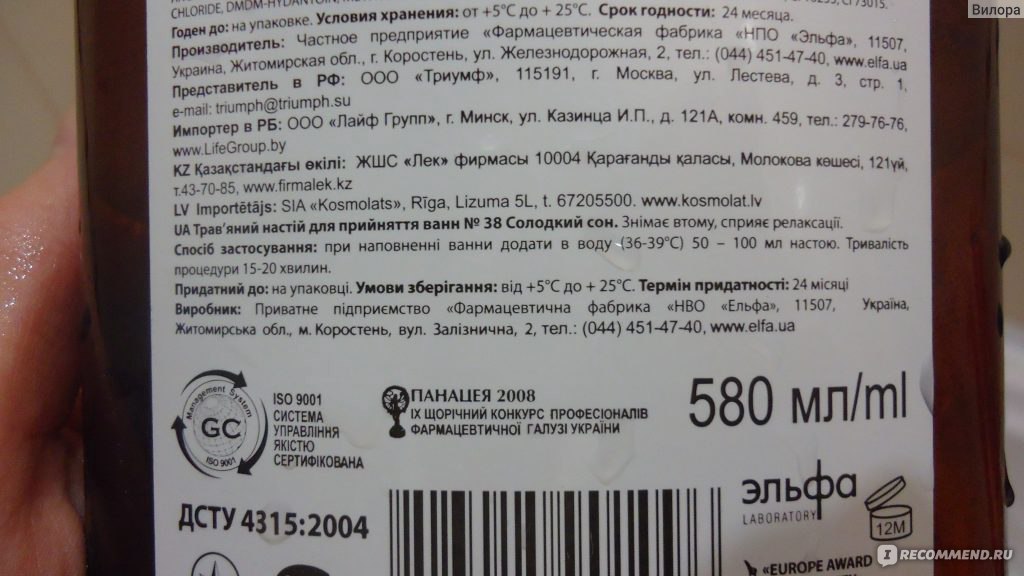 Вилора
CHLORIDE, DMDM-HYDANTOIN,
Годен до: на упаковке. Условия хранения: от +5°С до + 25°С. Срок годности: 24 месяца.
Производитель: Частное предприятие «Фармацевтическая фабрика «НПО «Эльфа», 11507,
Украина, Житомирская обл., г. Коростень, ул. Железнодорожная, 2, тел.: (044) 451-47-40, www.elfa.ua
Представитель в РФ: ООО «Триумф», 115191, г. Москва, ул. Лестева, д. 3, стр. 1,
e-mail: triumph@triumph.su
Импортер в РБ: ООО «Лайф Групп», г. Минск, ул. Казинца И.П., д. 121А, комн. 459, тел.: 279-76-76,
www.LifeGroup.by
KZ Қазақстандағы өкілі: ЖШС «Лек» фирмасы 10004 Қарағанды қаласы, Молокова көшесі, 121үй,
т.43-70-85, www.firmalek.kz
LV Importētājs: SIA «Kosmolats», Rīga, Lizuma 5L, t. 67205500. www.kosmolat.lv
UA Трав'яний настій для прийняття ванн № 38 Солодкий сон. Знімає втому, сприяє релаксації.
Спосіб застосування: при наповненні ванни додати в воду (36-39°С) 50 – 100 мл настою. Тривалість
процедури 15-20 хвилин.
Придатний до: на упаковці. Умови зберігання: від +5°С до + 25°С. Термін придатності: 24 місяці
Виробник: Приватне підприємство «Фармацевтична фабрика «НВО «Ельфа», 11507, Україна,
Житомирська обл., м. Коростень, вул. Залізнична, 2, тел.: (044) 451-47-40, www.elfa.ua
Management System
GC
ISO 9001
ISO 9001
СИСТЕМА
УПРАВЛІННЯ
ЯКІСТЮ
СЕРТИФІКОВАНА
ПАНАЦЕЯ 2008
IX ЩОРІЧНИЙ КОНКУРС ПРОФЕСІОНАЛІВ
ФАРМАЦЕВТИЧНОЇ ГАЛУЗІ УКРАЇНИ
580 мл/ml
ДСТУ 4315:2004
эльфа
LABORATORY
12M
«EUROPE AWARD
IRECOMMEND.RU